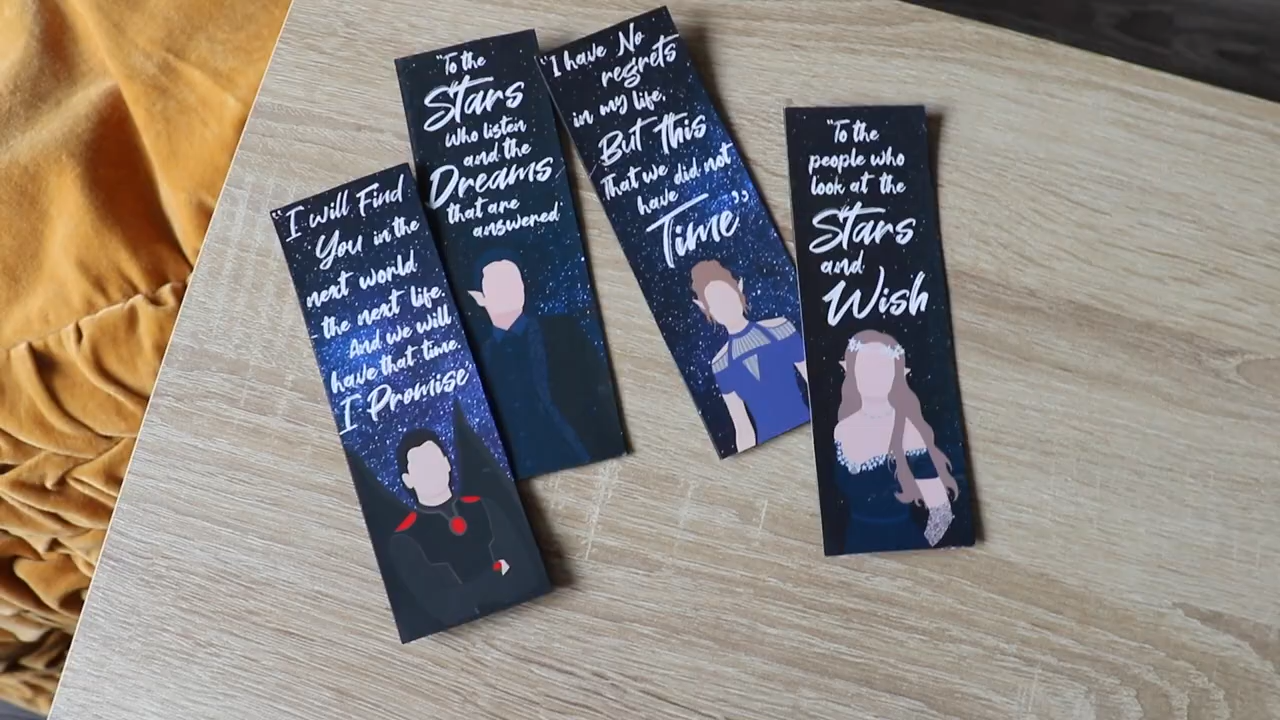 "I will Find
You in the
next world
the next life.
And we will
have that time.
I Promise"
"To the
Stars
Who listen
and the
Dreams
that are
answered
"I have No
regrets
in my life,
But this
That we did not
have
Time"
"To the
people who
look at the
Stars
and
Wish